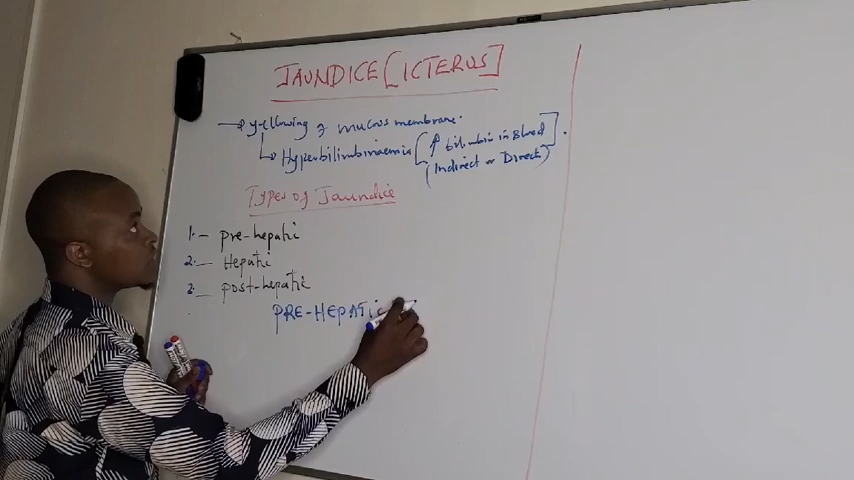 JAUNDICE [ICTERUS]
→ yellowing of mucous membrane.
↳ Hyperbilirubinaemia [↑ bilirubin in Blood].
(Indirect or Direct)
Types of Jaundice
1. — pre-hepatic
2. — Hepatic
3. — post-hepatic
PRE-HEPATIC